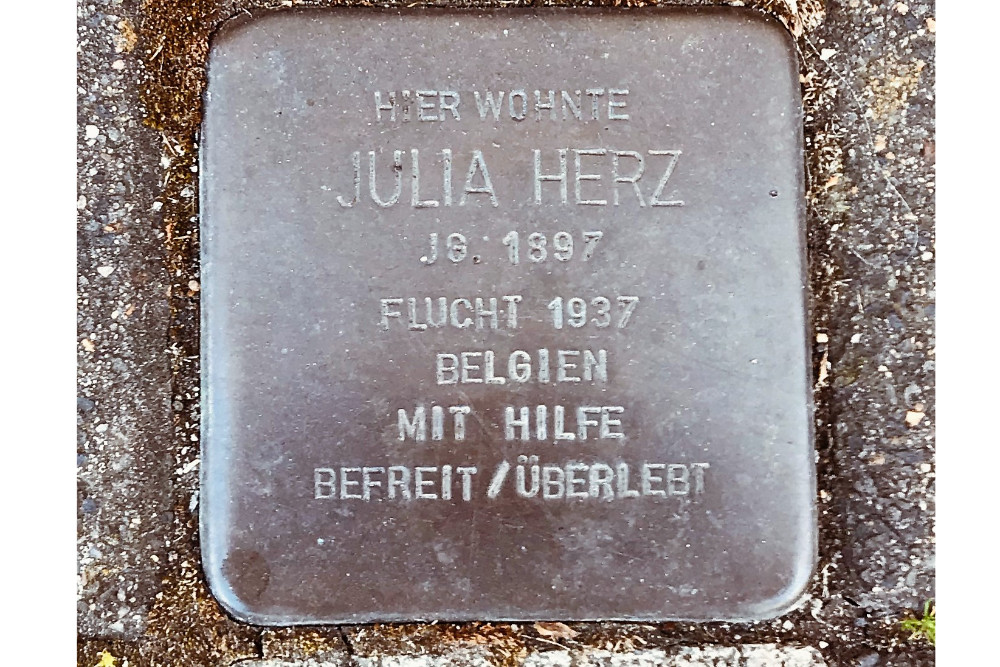 HIER WOHNTE
JULIA HERZ
JG. 1897
FLUCHT 1937
BELGIEN
MIT HILFE
BEFREIT/ÜBERLEBT